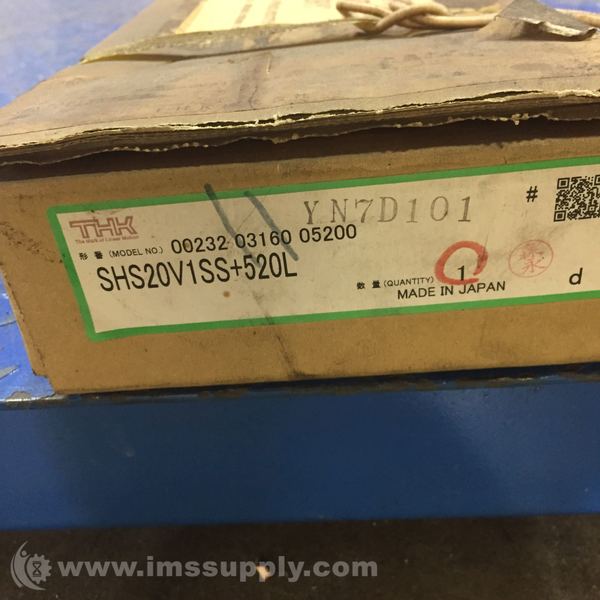 THK
The Mark of Linear Motion
YN7D101
#
形番 (MODEL NO.) 00232 03160 05200
SHS20V1SS+520L
数量 (QUANTITY) 1
MADE IN JAPAN
d
www.imssupply.com